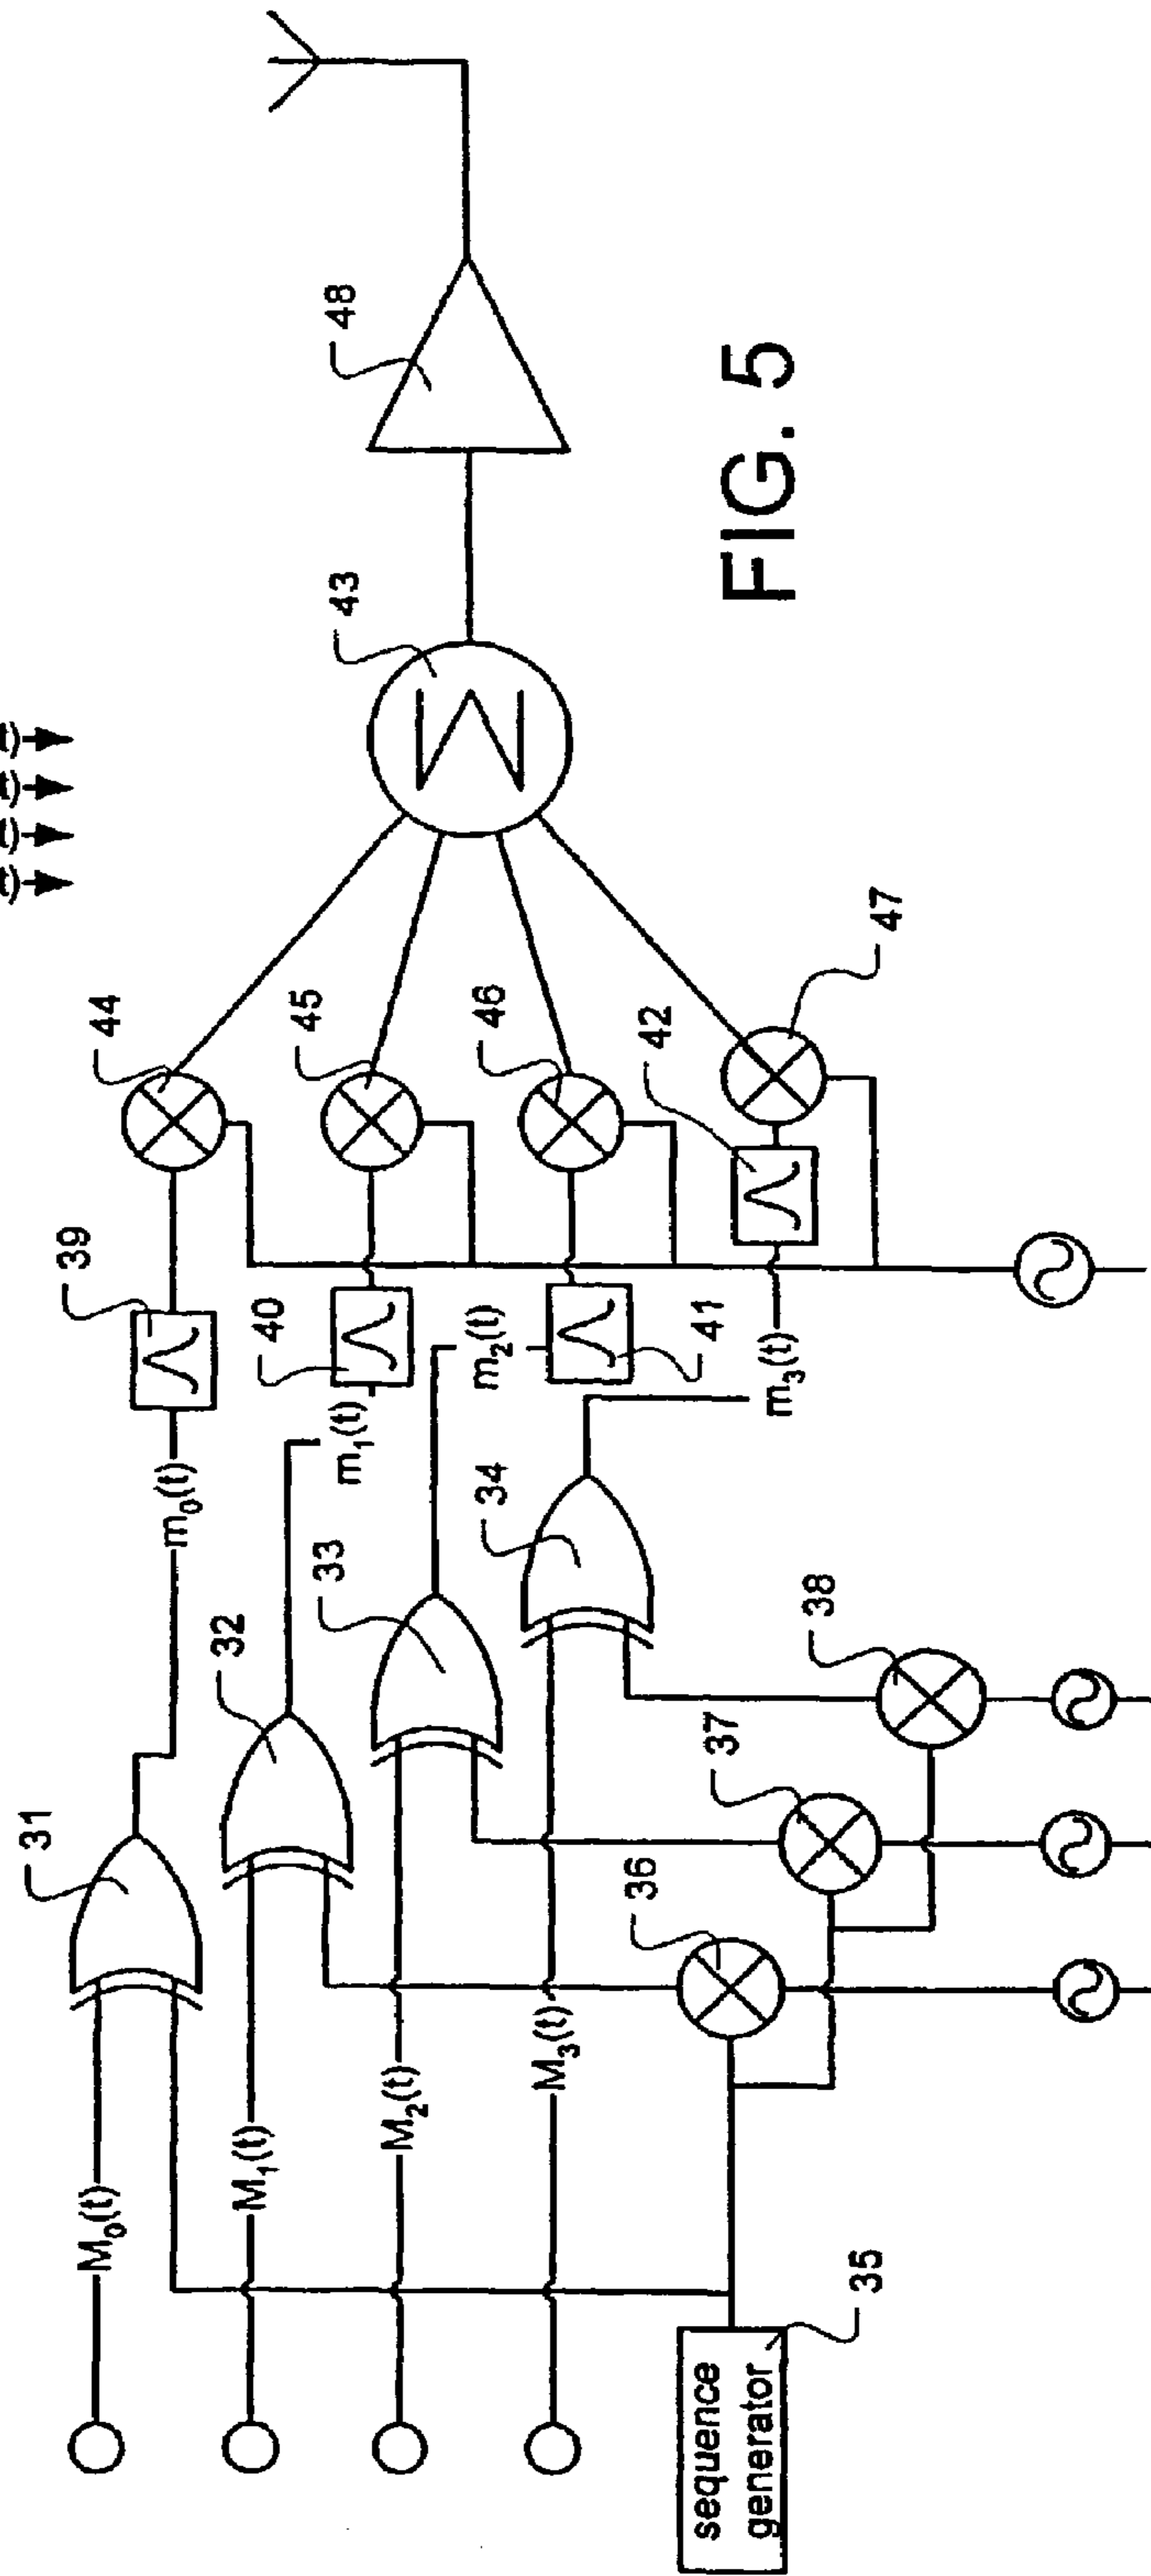 t)
t)
t)
t)
M₀(t)
M₁(t)
M₂(t)
M₃(t)
sequence
generator
35
31
32
33
34
36
37
38
m₀(t)
m₁(t)
m₂(t)
m₃(t)
39
40
41
42
44
45
46
47
43
Σ
48
FIG. 5